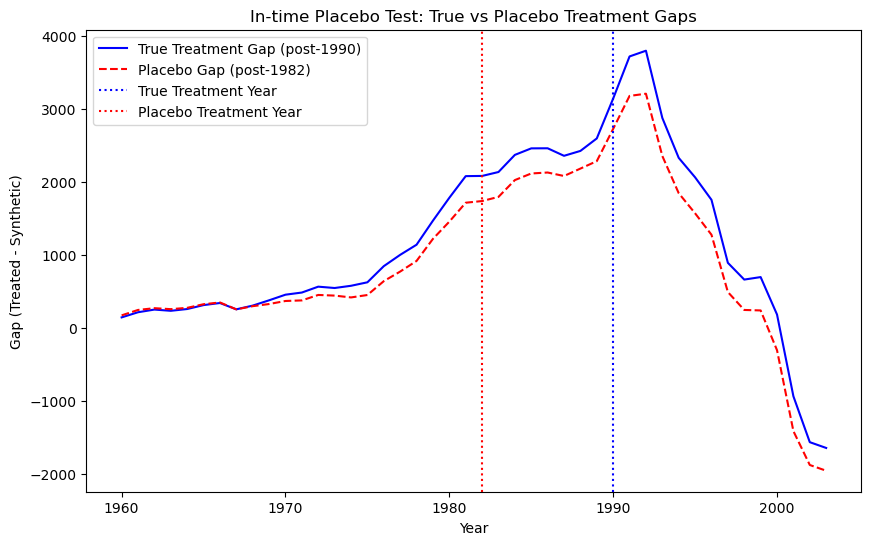 In-time Placebo Test: True vs Placebo Treatment Gaps
True Treatment Gap (post-1990)
Placebo Gap (post-1982)
True Treatment Year
Placebo Treatment Year
Gap (Treated - Synthetic)
4000
3000
2000
1000
0
−1000
−2000
1960
1970
1980
1990
2000
Year